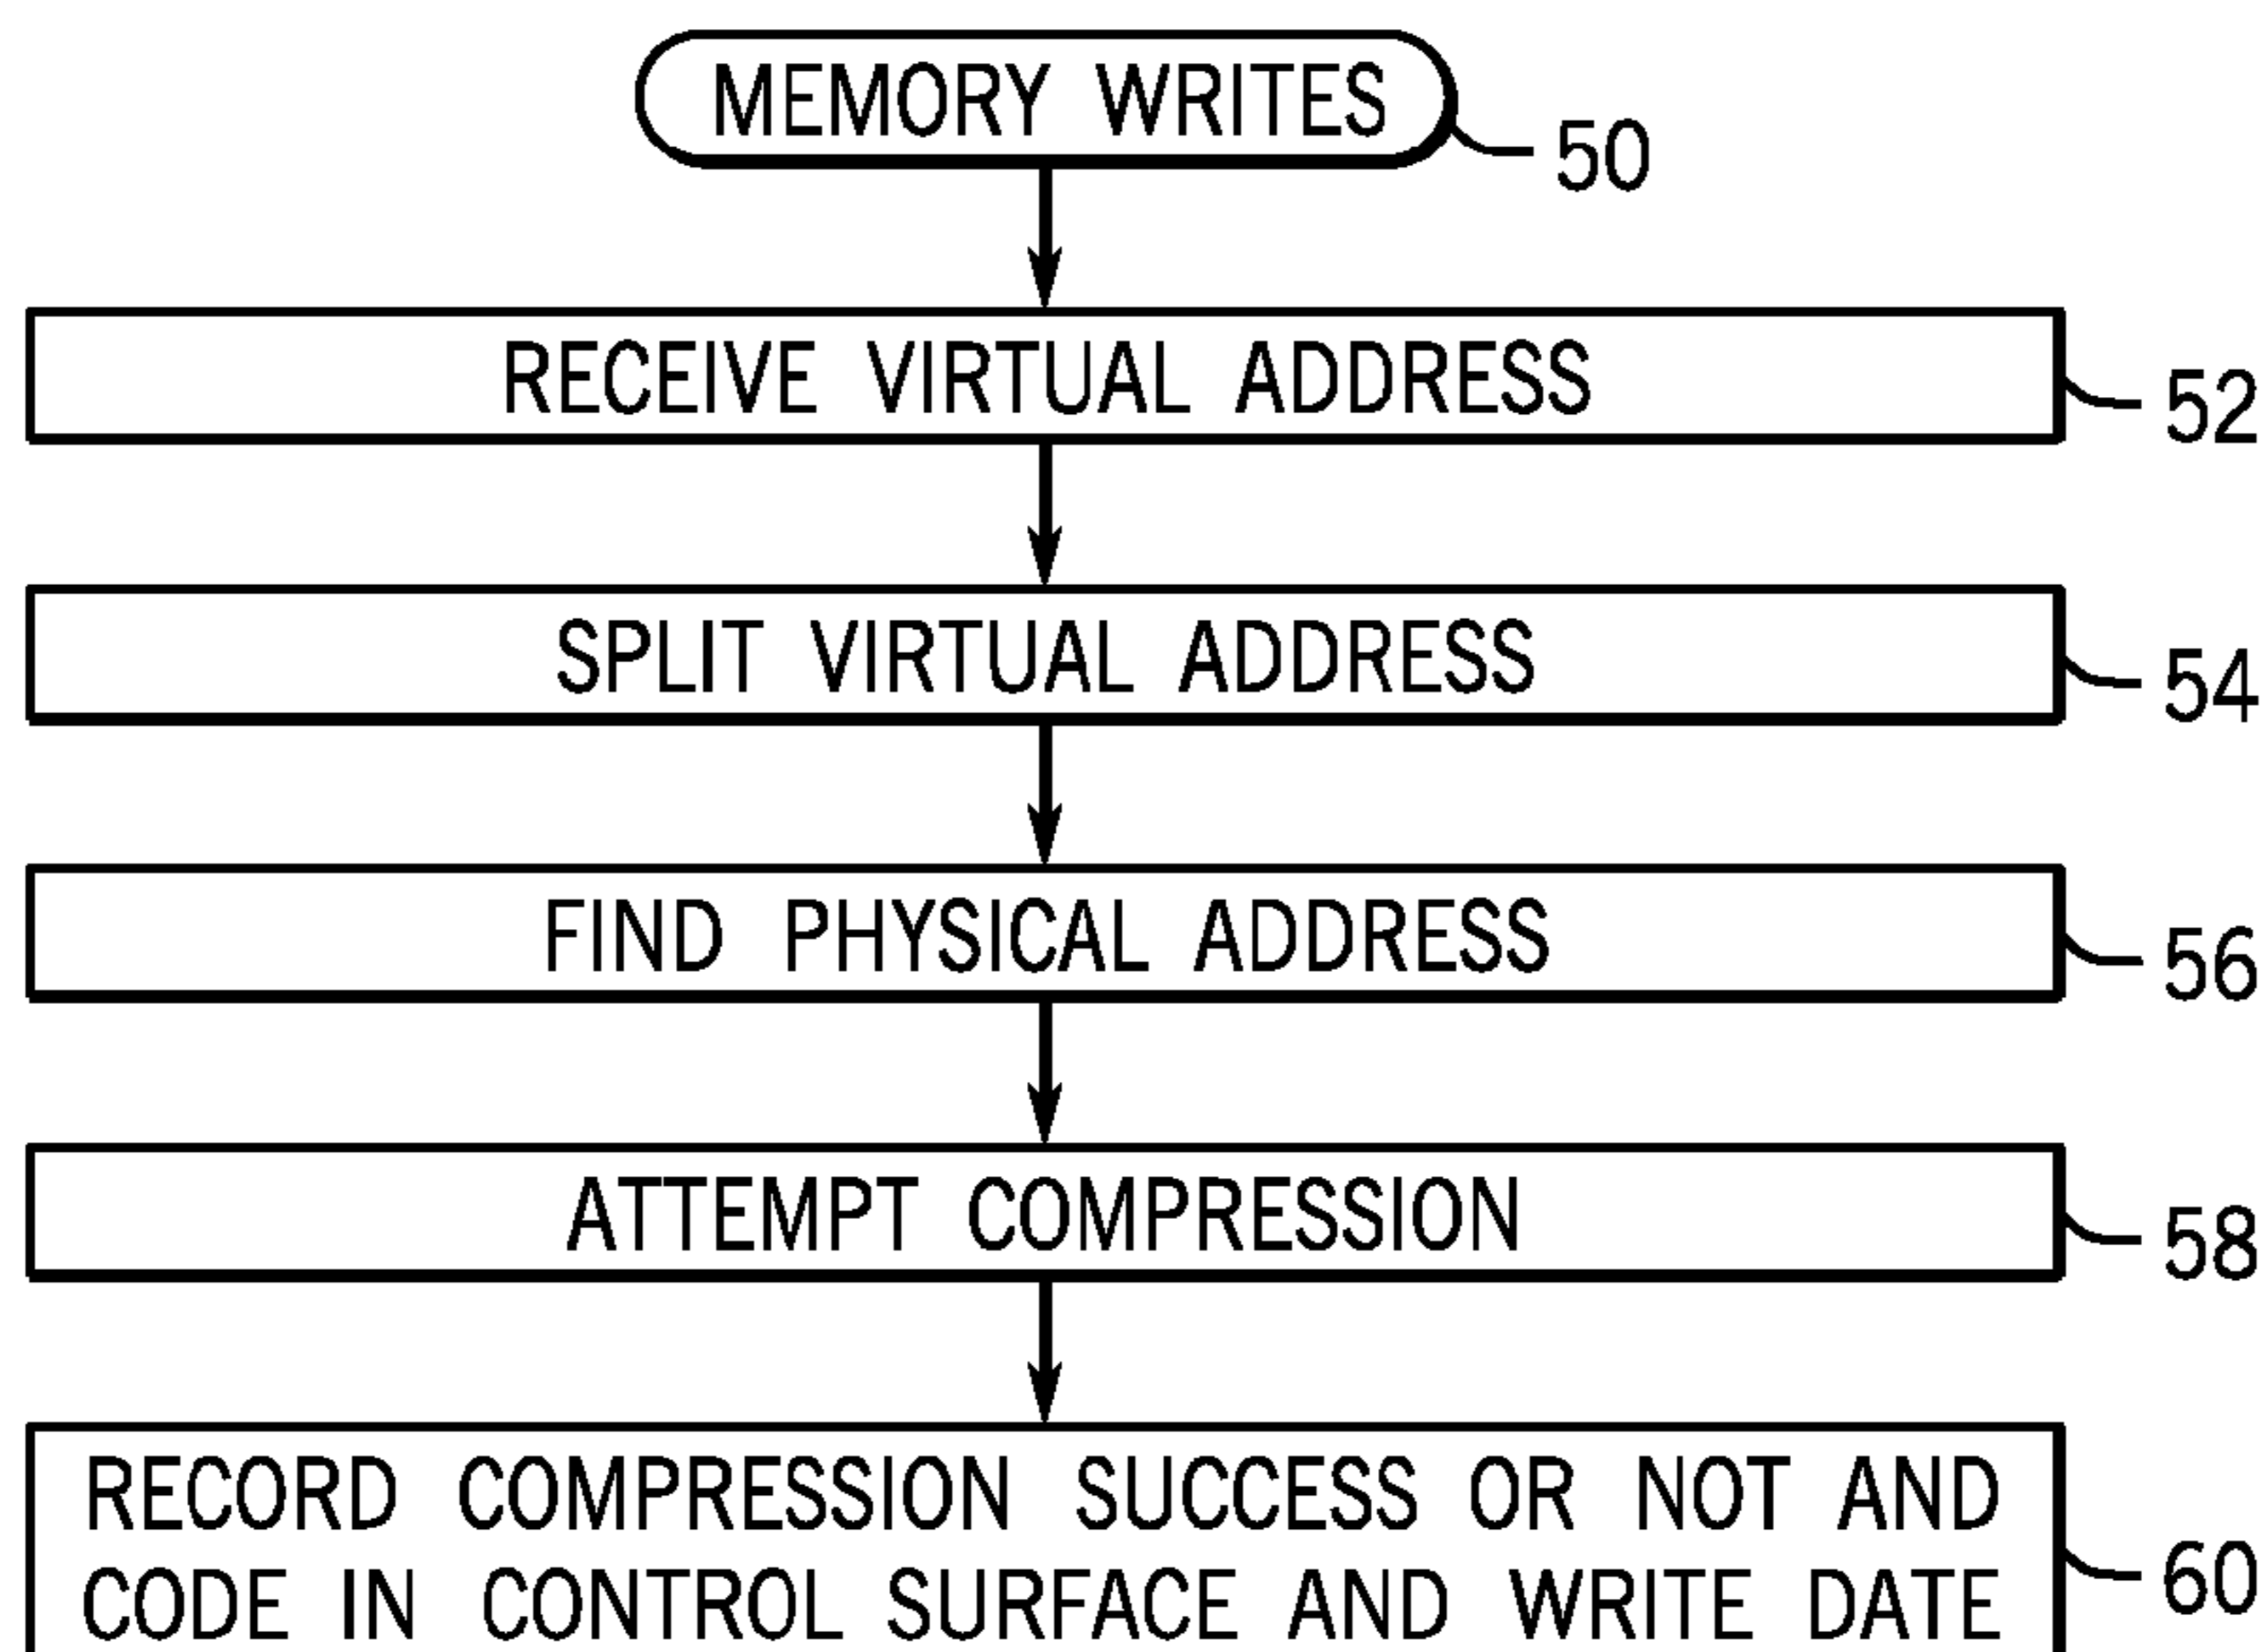 MEMORY WRITES
50
RECEIVE VIRTUAL ADDRESS
52
SPLIT VIRTUAL ADDRESS
54
FIND PHYSICAL ADDRESS
56
ATTEMPT COMPRESSION
58
RECORD COMPRESSION SUCCESS OR NOT AND
CODE IN CONTROL SURFACE AND WRITE DATE
60